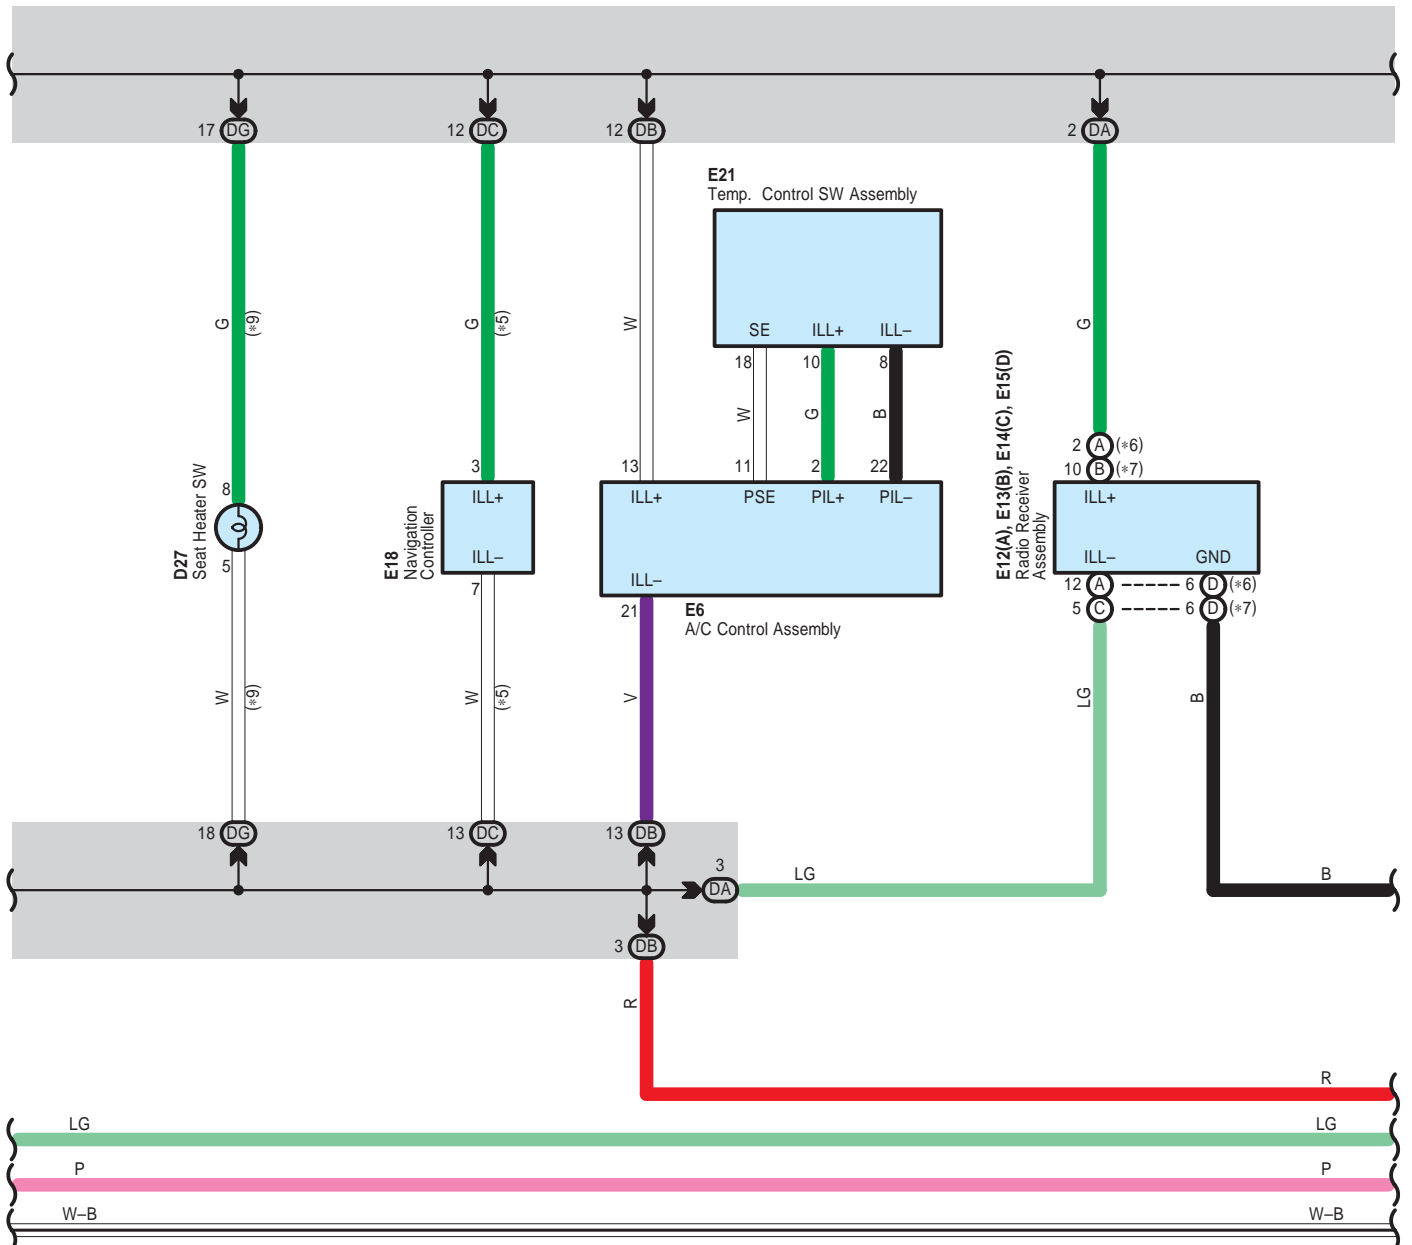 17 DG
12 DC
12 DB
2 DA
E21
Temp. Control SW Assembly
SE ILL+ ILL–
18 10 8
G
(*9)
G
(*5)
W
W
G
B
G
E12(A), E13(B), E14(C), E15(D)
Radio Receiver
Assembly
2 A (*6)
10 B (*7)
8
3
13
11
2
22
D27
Seat Heater SW
5
E18
Navigation
Controller
ILL+
ILL–
7
ILL+ PSE PIL+ PIL–
ILL–
21
E6
A/C Control Assembly
ILL+
ILL– GND
12 A 6 D (*6)
5 C 6 D (*7)
W
(*9)
W
(*5)
V
LG
B
18 DG
13 DC
13 DB
3
DA
LG
B
3 DB
R
R
LG LG
P P
W–B W–B